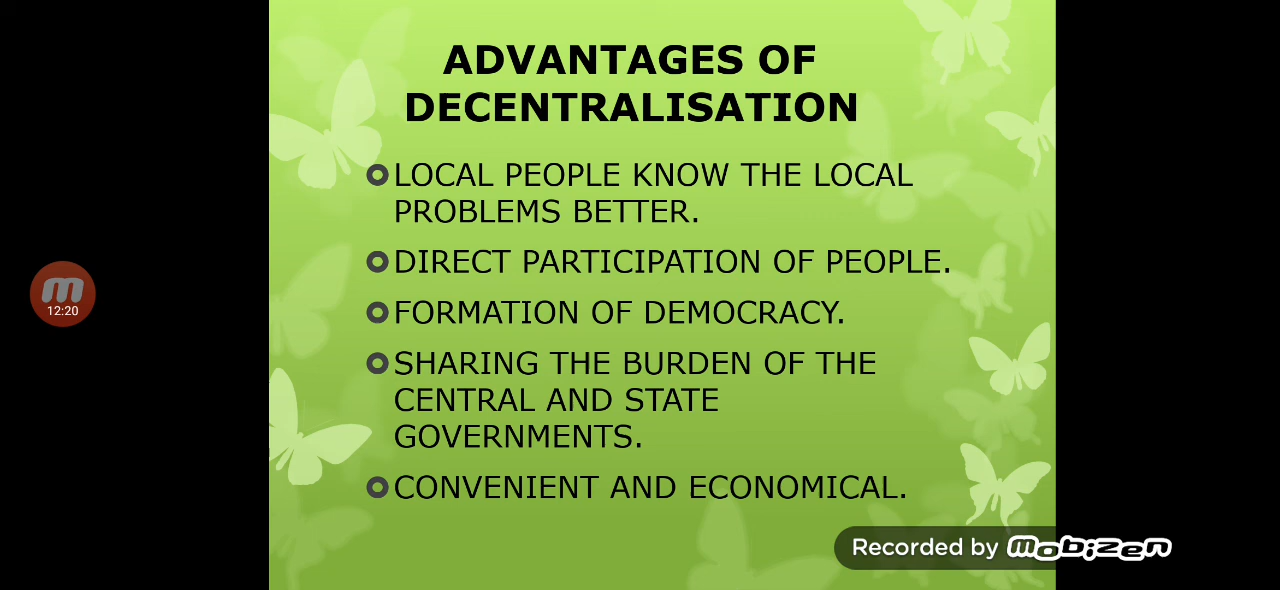 ADVANTAGES OF
DECENTRALISATION
LOCAL PEOPLE KNOW THE LOCAL
PROBLEMS BETTER.
DIRECT PARTICIPATION OF PEOPLE.
FORMATION OF DEMOCRACY.
SHARING THE BURDEN OF THE
CENTRAL AND STATE
GOVERNMENTS.
CONVENIENT AND ECONOMICAL.
m
12:20
Recorded by mobizen